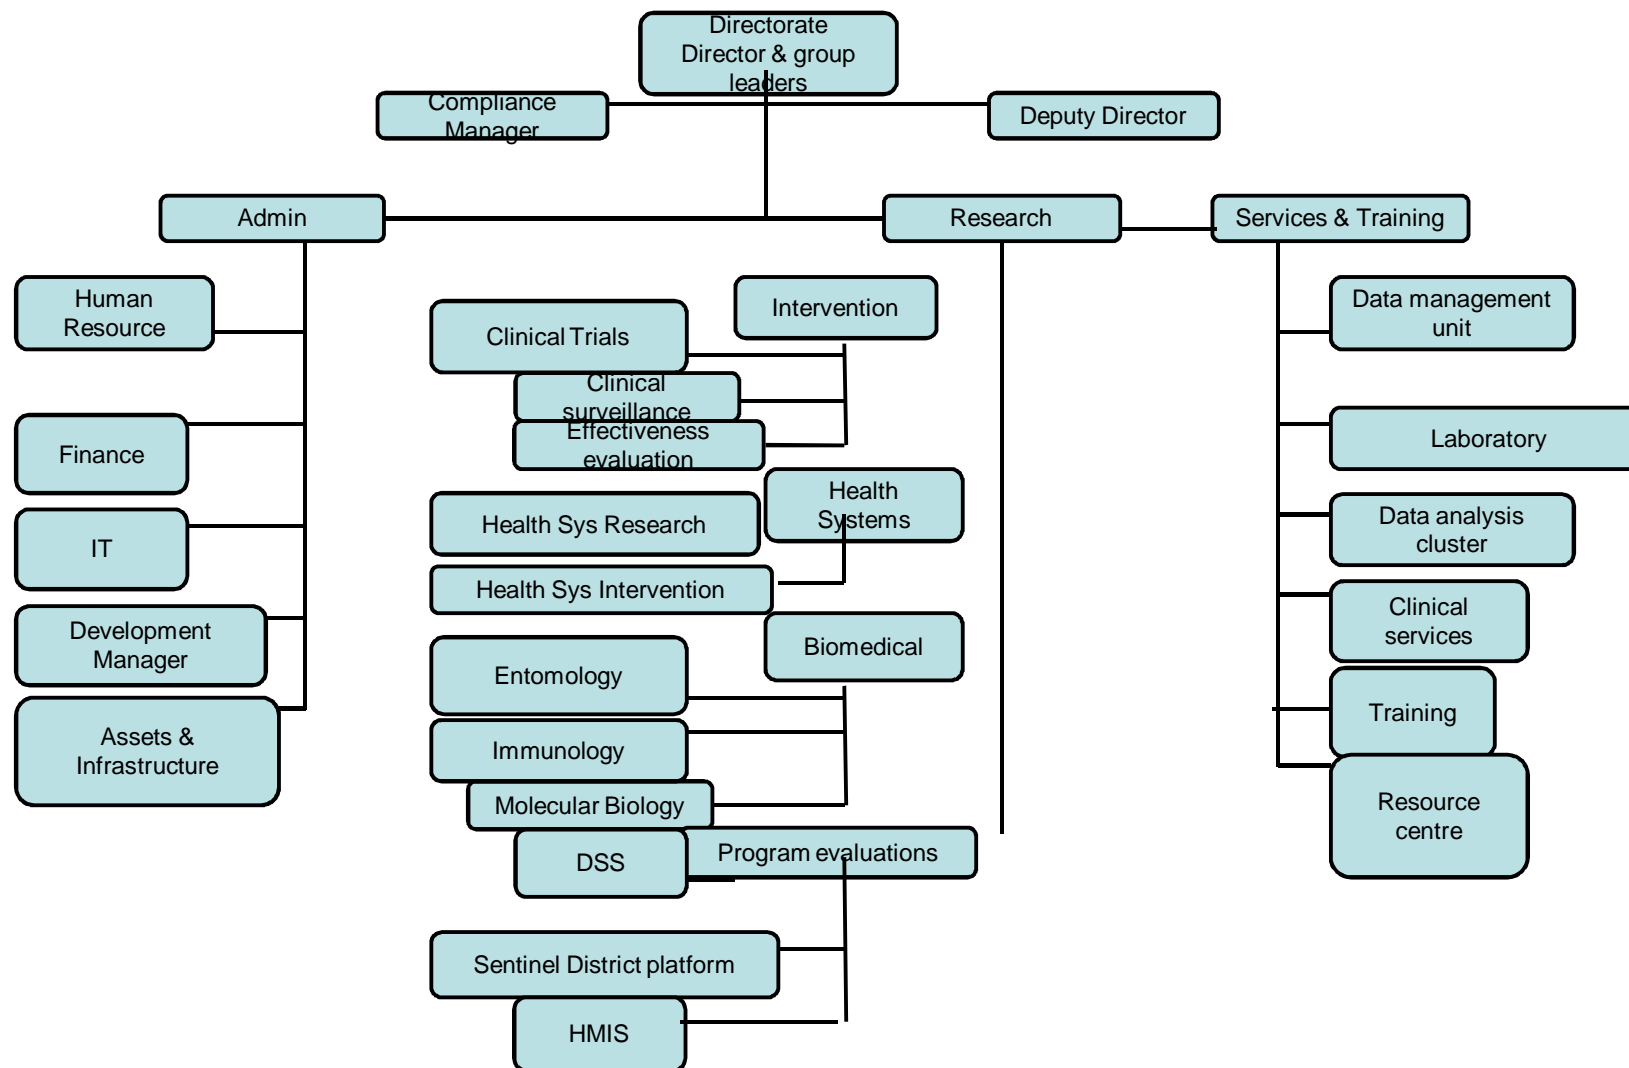 Directorate
Director & group
leaders
Compliance
Manager
Deputy Director
Admin
Research
Services & Training
Human
Resource
Finance
IT
Development
Manager
Assets &
Infrastructure
Intervention
Clinical Trials
Clinical
surveillance
Effectiveness
evaluation
Health
Systems
Health Sys Research
Health Sys Intervention
Biomedical
Entomology
Immunology
Molecular Biology
Program evaluations
DSS
Sentinel District platform
HMIS
Data management
unit
Laboratory
Data analysis
cluster
Clinical
services
Training
Resource
centre